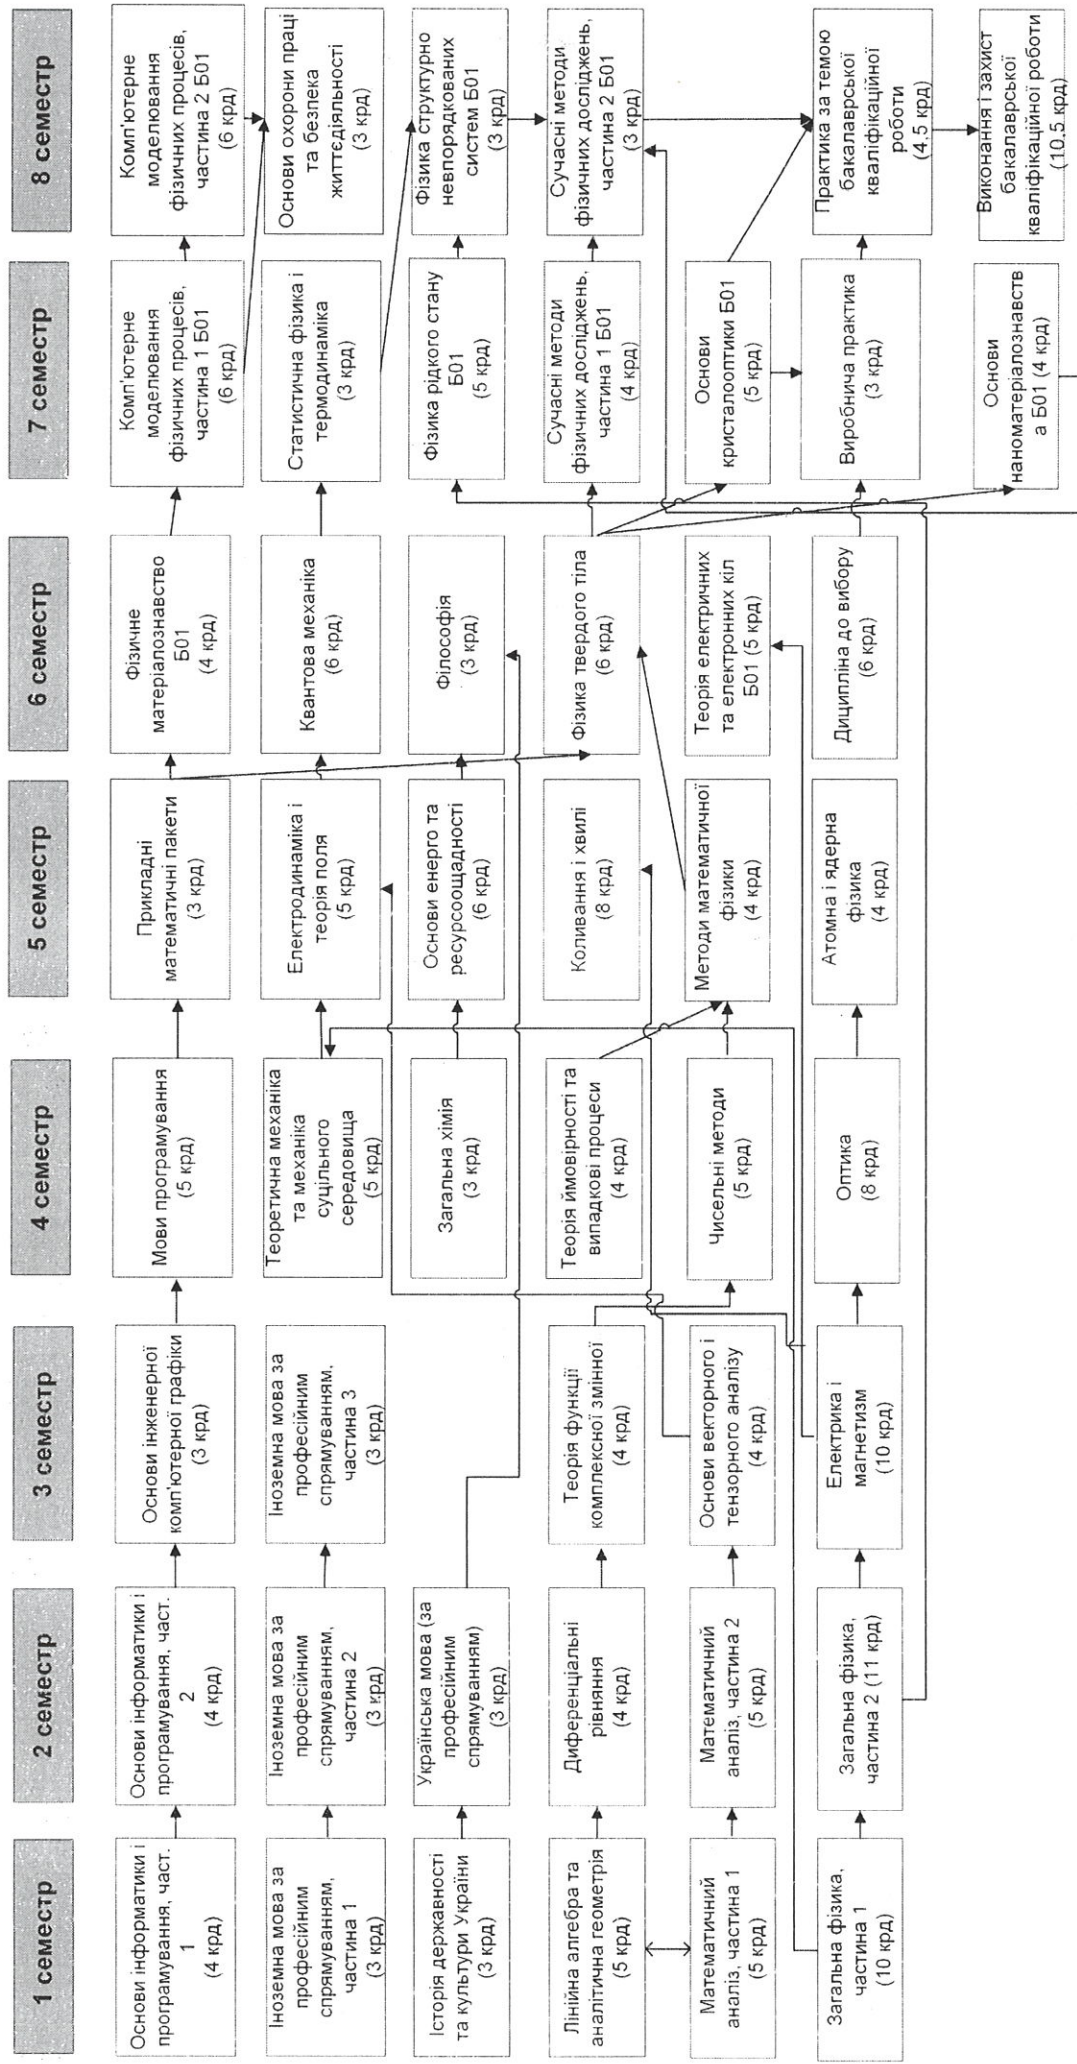 1 семестр
Основи інформатики і
програмування, част.
1
(4 крд)
Іноземна мова за
професійним
спрямуванням,
частина 1
(3 крд)
Історія державності
та культури України
(3 крд)
Лінійна алгебра та
аналітична геометрія
(5 крд)
Математичний
аналіз, частина 1
(5 крд)
Загальна фізика,
частина 1
(10 крд)
2 семестр
Основи інформатики і
програмування, част.
2
(4 крд)
Іноземна мова за
професійним
спрямуванням,
частина 2
(3 крд)
Українська мова (за
професійним
спрямуванням)
(3 крд)
Диференціальні
рівняння
(4 крд)
Математичний
аналіз, частина 2
(5 крд)
Загальна фізика,
частина 2 (11 крд)
3 семестр
Основи інженерної
комп'ютерної графіки
(3 крд)
Іноземна мова за
професійним
спрямуванням,
частина 3
(3 крд)
Теорія функції
комплексної змінної
(4 крд)
Основи векторного і
тензорного аналізу
(4 крд)
Електрика і
магнетизм
(10 крд)
4 семестр
Мови програмування
(5 крд)
Теоретична механіка
та механіка
суцільного
середовища
(5 крд)
Загальна хімія
(3 крд)
Теорія ймовірності та
випадкові процеси
(4 крд)
Чисельні методи
(5 крд)
Оптика
(8 крд)
5 семестр
Прикладні
математичні пакети
(3 крд)
Електродинаміка і
теорія поля
(5 крд)
Основи енерго та
ресурсоощадності
(6 крд)
Коливання і хвилі
(8 крд)
Методи математичної
фізики
(4 крд)
Атомна і ядерна
фізика
(4 крд)
6 семестр
Фізичне
матеріалознавство
Б01
(4 крд)
Квантова механіка
(6 крд)
Філософія
(3 крд)
Фізика твердого тіла
(6 крд)
Теорія електричних
та електронних кіл
Б01 (5 крд)
Дициплінa до вибору
(6 крд)
7 семестр
Комп'ютерне
моделювання
фізичних процесів,
частина 1 Б01
(6 крд)
Статистична фізика і
термодинаміка
(3 крд)
Фізика рідкого стану
Б01
(5 крд)
Сучасні методи
фізичних досліджень,
частина 1 Б01
(4 крд)
Основи
кристалооптики Б01
(5 крд)
Виробнича практика
(3 крд)
Основи
наноматеріалознавств
а Б01 (4 крд)
8 семестр
Комп'ютерне
моделювання
фізичних процесів,
частина 2 Б01
(6 крд)
Основи охорони праці
та безпека
життєдіяльності
(3 крд)
Фізика структурно
невпорядкованих
систем Б01
(3 крд)
Сучасні методи
фізичних досліджень,
частина 2 Б01
(3 крд)
Практика за темою
бакалаврської
кваліфікаційної
роботи
(4,5 крд)
Виконання і захист
бакалаврської
кваліфікаційної роботи
(10,5 крд)